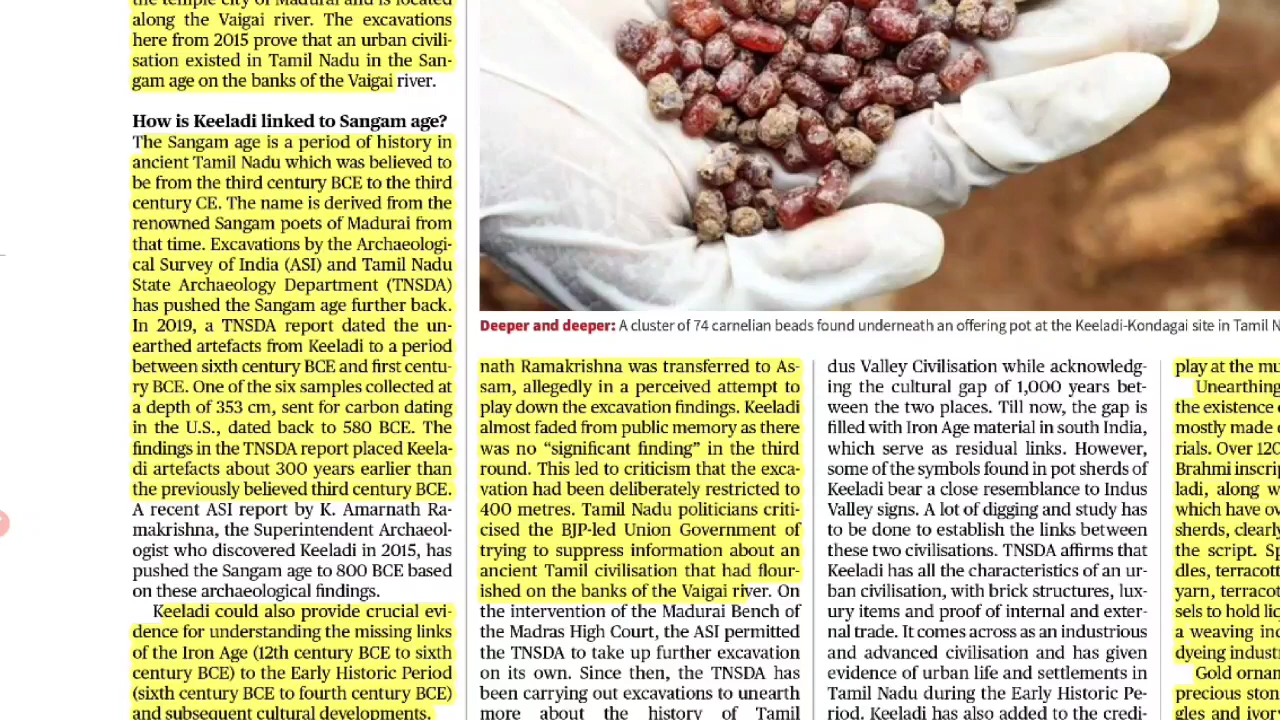 the temple city of Madurai and is located
along the Vaigai river. The excavations
here from 2015 prove that an urban civili-
sation existed in Tamil Nadu in the San-
gam age on the banks of the Vaigai river.
How is Keeladi linked to Sangam age?
The Sangam age is a period of history in
ancient Tamil Nadu which was believed to
be from the third century BCE to the third
century CE. The name is derived from the
renowned Sangam poets of Madurai from
that time. Excavations by the Archaeologi-
cal Survey of India (ASI) and Tamil Nadu
State Archaeology Department (TNSDA)
has pushed the Sangam age further back.
In 2019, a TNSDA report dated the un-
earthed artefacts from Keeladi to a period
between sixth century BCE and first centu-
ry BCE. One of the six samples collected at
a depth of 353 cm, sent for carbon dating
in the U.S., dated back to 580 BCE. The
findings in the TNSDA report placed Keela-
di artefacts about 300 years earlier than
the previously believed third century BCE.
A recent ASI report by K. Amarnath Ra-
makrishna, the Superintendent Archaeol-
ogist who discovered Keeladi in 2015, has
pushed the Sangam age to 800 BCE based
on these archaeological findings.
Keeladi could also provide crucial evi-
dence for understanding the missing links
of the Iron Age (12th century BCE to sixth
century BCE) to the Early Historic Period
(sixth century BCE to fourth century BCE)
and subsequent cultural developments.
Deeper and deeper: A cluster of 74 carnelian beads found underneath an offering pot at the Keeladi-Kondagai site in Tamil N
nath Ramakrishna was transferred to As-
sam, allegedly in a perceived attempt to
play down the excavation findings. Keeladi
almost faded from public memory as there
was no “significant finding” in the third
round. This led to criticism that the exca-
vation had been deliberately restricted to
400 metres. Tamil Nadu politicians criti-
cised the BJP-led Union Government of
trying to suppress information about an
ancient Tamil civilisation that had flour-
ished on the banks of the Vaigai river. On
the intervention of the Madurai Bench of
the Madras High Court, the ASI permitted
the TNSDA to take up further excavation
on its own. Since then, the TNSDA has
been carrying out excavations to unearth
more about the history of Tamil
dus Valley Civilisation while acknowledg-
ing the cultural gap of 1,000 years bet-
ween the two places. Till now, the gap is
filled with Iron Age material in south India,
which serve as residual links. However,
some of the symbols found in pot sherds of
Keeladi bear a close resemblance to Indus
Valley signs. A lot of digging and study has
to be done to establish the links between
these two civilisations. TNSDA affirms that
Keeladi has all the characteristics of an ur-
ban civilisation, with brick structures, lux-
ury items and proof of internal and exter-
nal trade. It comes across as an industrious
and advanced civilisation and has given
evidence of urban life and settlements in
Tamil Nadu during the Early Historic Pe-
riod. Keeladi has also added to the credi-
play at the mu
Unearthing
the existence o
mostly made o
rials. Over 120
Brahmi inscrip
ladi, along w
which have ov
sherds, clearly
the script. Sp
dles, terracott
yarn, terracot
sels to hold lic
a weaving ind
dyeing indust
Gold ornan
precious ston
gles and ivory